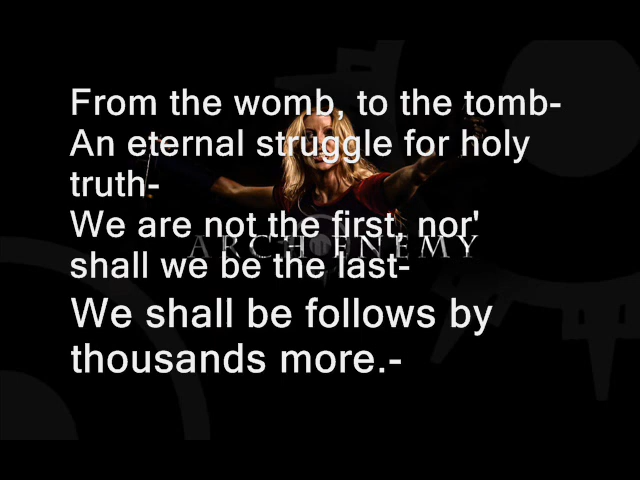 From the womb, to the tomb-
An eternal struggle for holy
truth-
We are not the first, nor'
ARCH ENEMY
shall we be the last-
We shall be follows by
thousands more.-